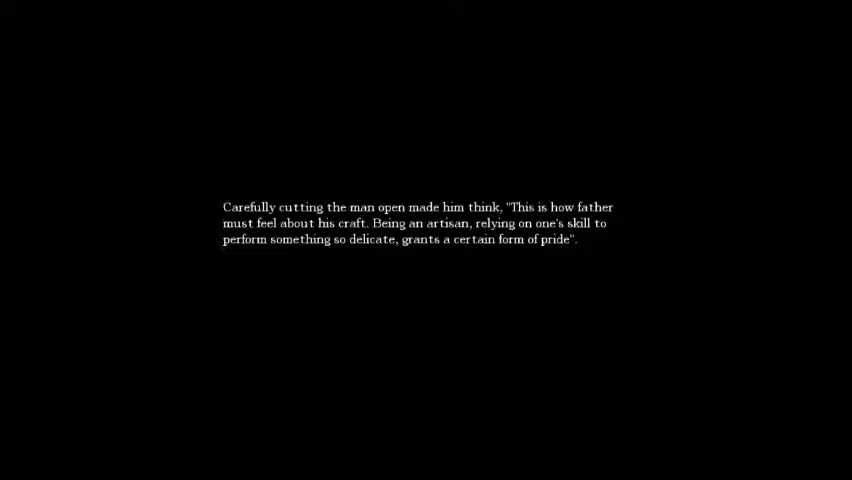 Carefully cutting the man open made him think, "This is how father
must feel about his craft. Being an artisan, relying on one's skill to
perform something so delicate, grants a certain form of pride".